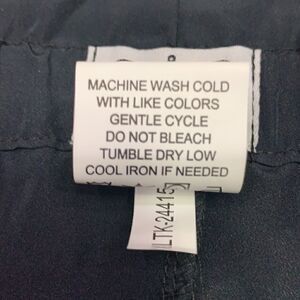 MACHINE WASH COLD
WITH LIKE COLORS
GENTLE CYCLE
DO NOT BLEACH
TUMBLE DRY LOW
COOL IRON IF NEEDED
LTK-24415